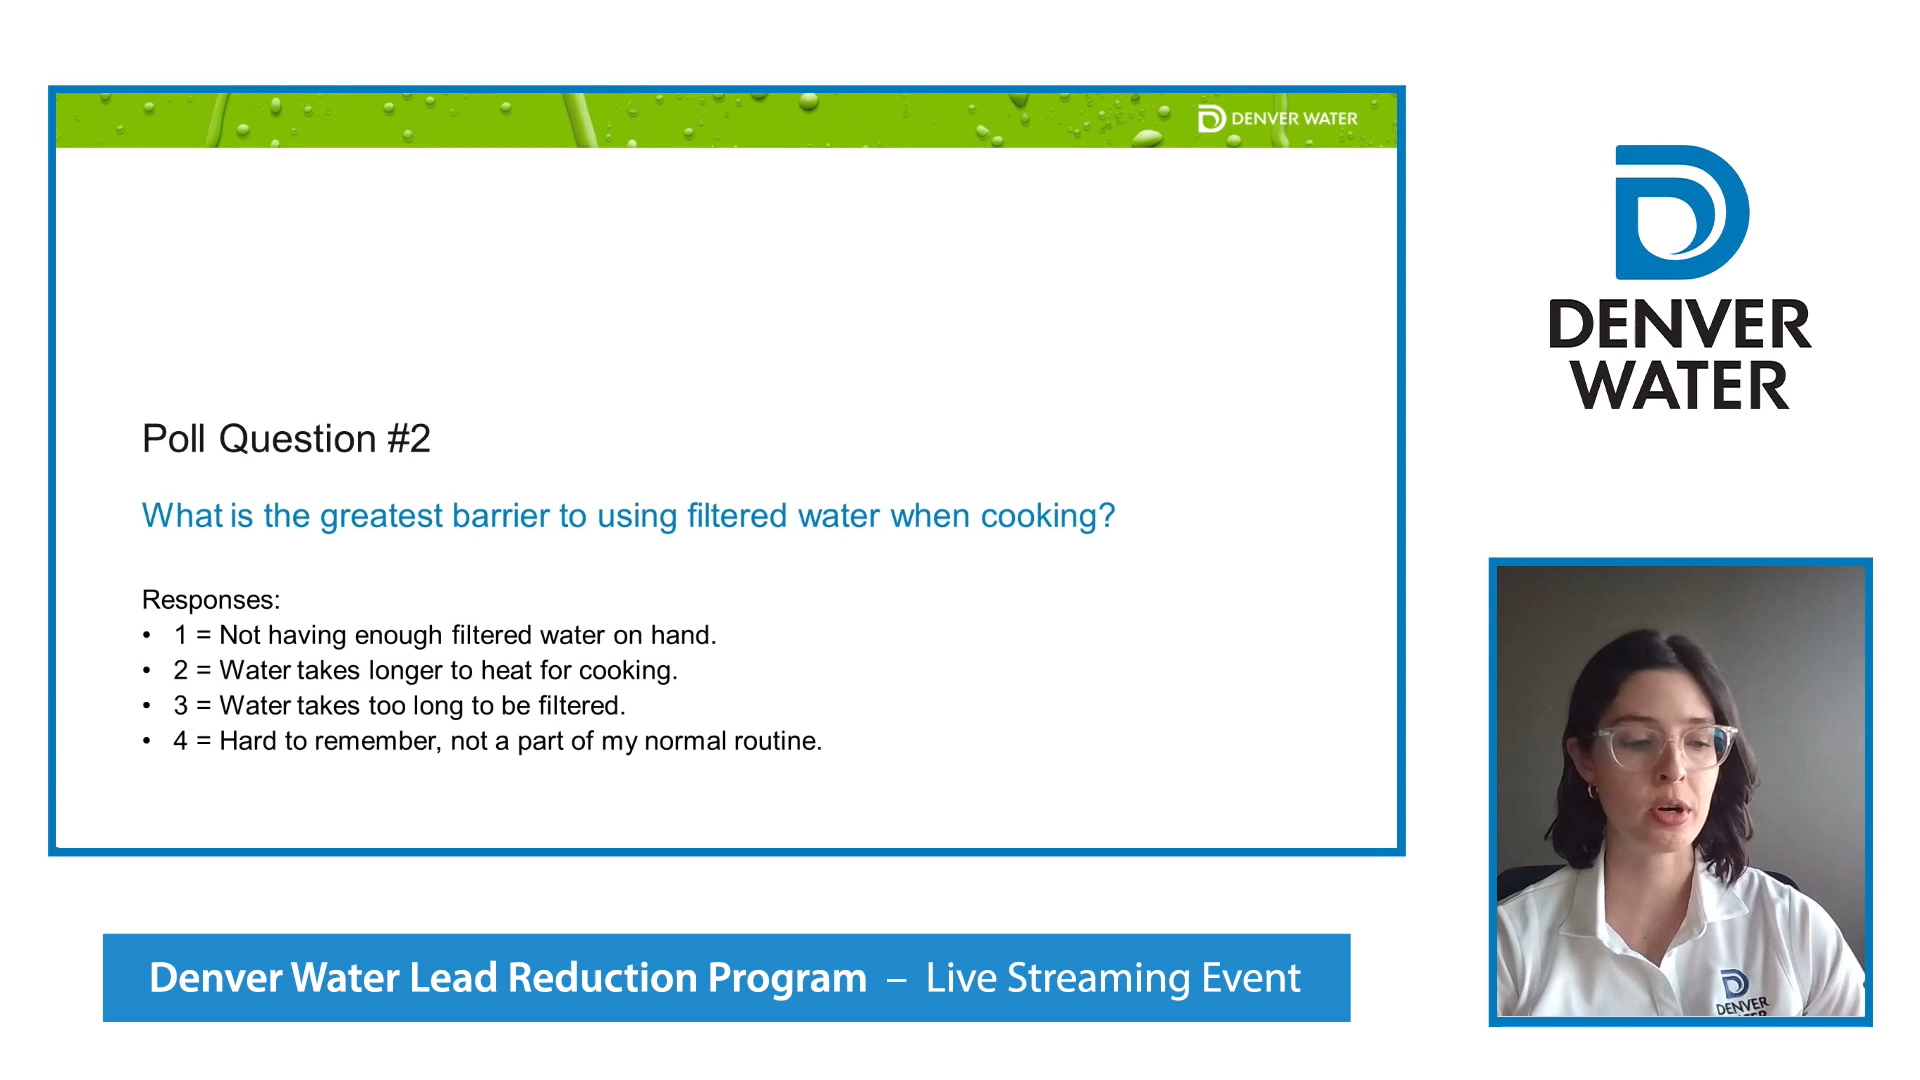 DENVER WATER
Poll Question #2
What is the greatest barrier to using filtered water when cooking?
Responses:
• 1 = Not having enough filtered water on hand.
• 2 = Water takes longer to heat for cooking.
• 3 = Water takes too long to be filtered.
• 4 = Hard to remember, not a part of my normal routine.
DENVER
WATER
DENVER
WATER
Denver Water Lead Reduction Program – Live Streaming Event